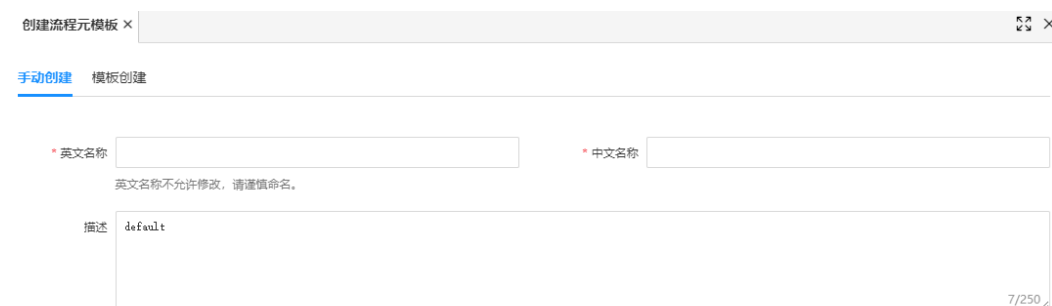 创建流程元模板 ×
手动创建 模板创建
* 英文名称 * 中文名称
英文名称不允许修改，请谨慎命名。
描述 default
7/250